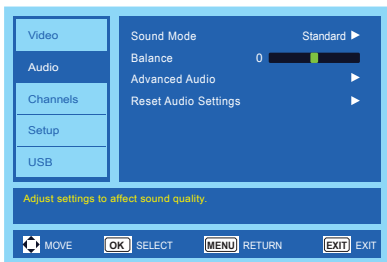 Video
Audio
Channels
Setup
USB
Sound Mode Standard
Balance 0
Advanced Audio
Reset Audio Settings
Adjust settings to affect sound quality.
MOVE OK SELECT MENU RETURN EXIT EXIT